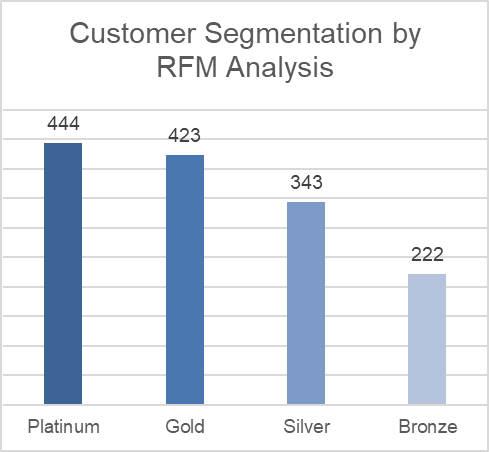 Customer Segmentation by
RFM Analysis
444
423
343
222
Platinum
Gold
Silver
Bronze